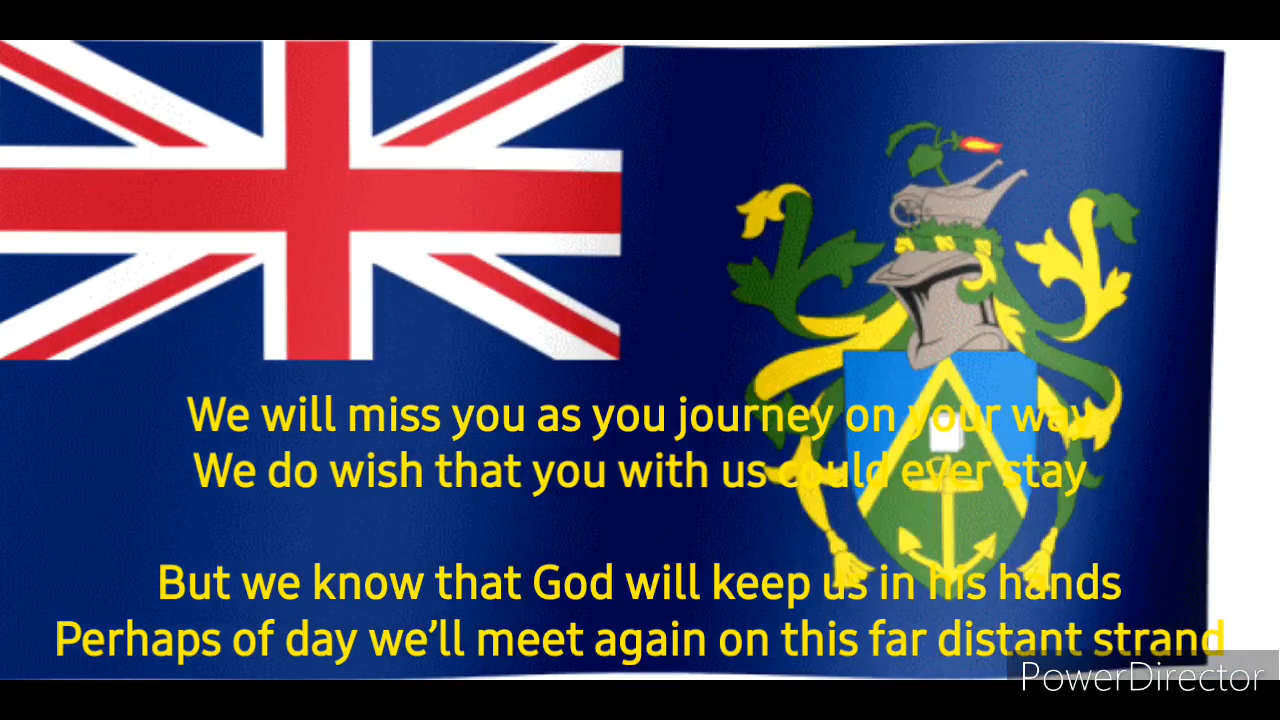 We will miss you as you journey on your way
We do wish that you with us could ever stay
But we know that God will keep us in his hands
Perhaps of day we'll meet again on this far distant strand
PowerDirector